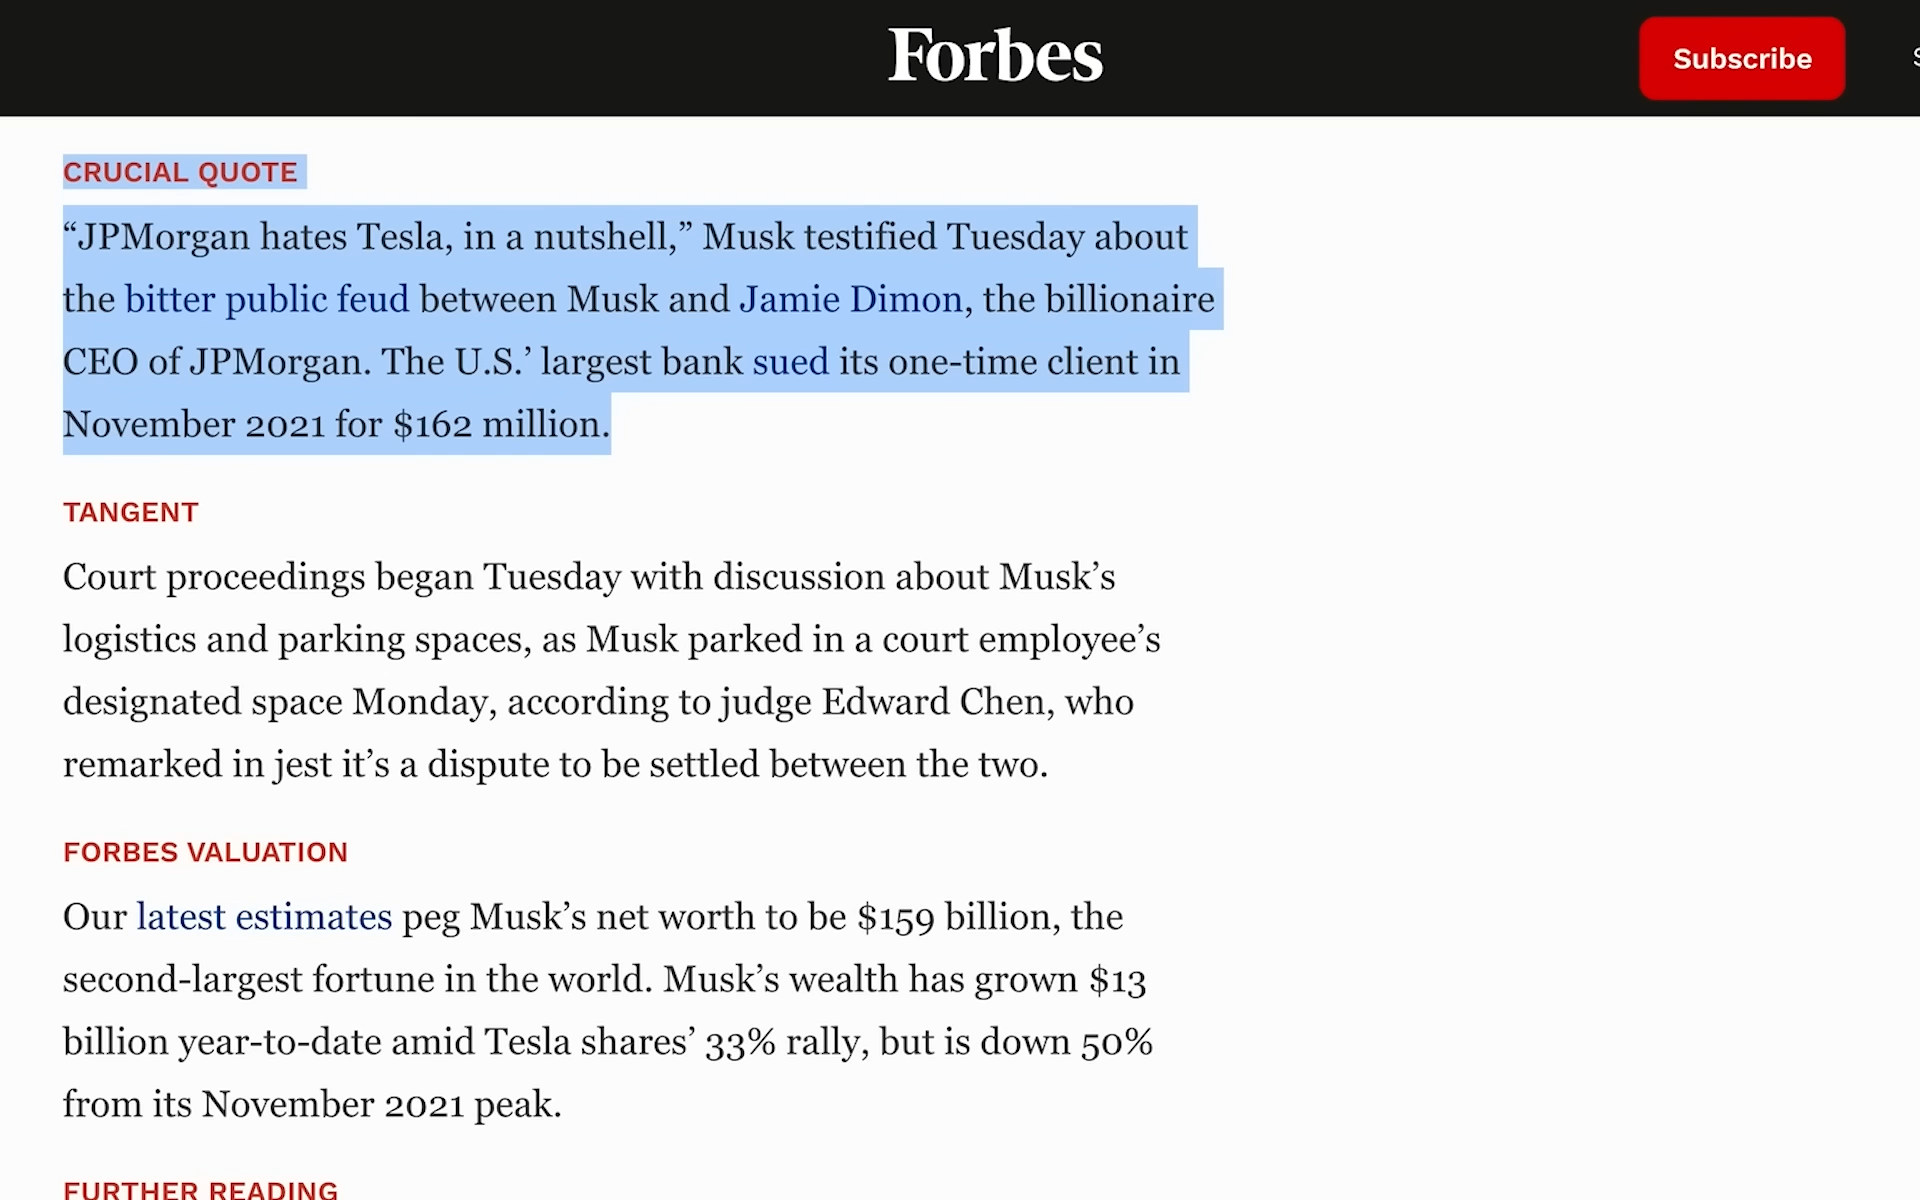 Forbes
Subscribe
CRUCIAL QUOTE
“JPMorgan hates Tesla, in a nutshell,” Musk testified Tuesday about
the bitter public feud between Musk and Jamie Dimon, the billionaire
CEO of JPMorgan. The U.S.’ largest bank sued its one-time client in
November 2021 for $162 million.
TANGENT
Court proceedings began Tuesday with discussion about Musk’s
logistics and parking spaces, as Musk parked in a court employee’s
designated space Monday, according to judge Edward Chen, who
remarked in jest it’s a dispute to be settled between the two.
FORBES VALUATION
Our latest estimates peg Musk’s net worth to be $159 billion, the
second-largest fortune in the world. Musk’s wealth has grown $13
billion year-to-date amid Tesla shares’ 33% rally, but is down 50%
from its November 2021 peak.
FURTHER READING